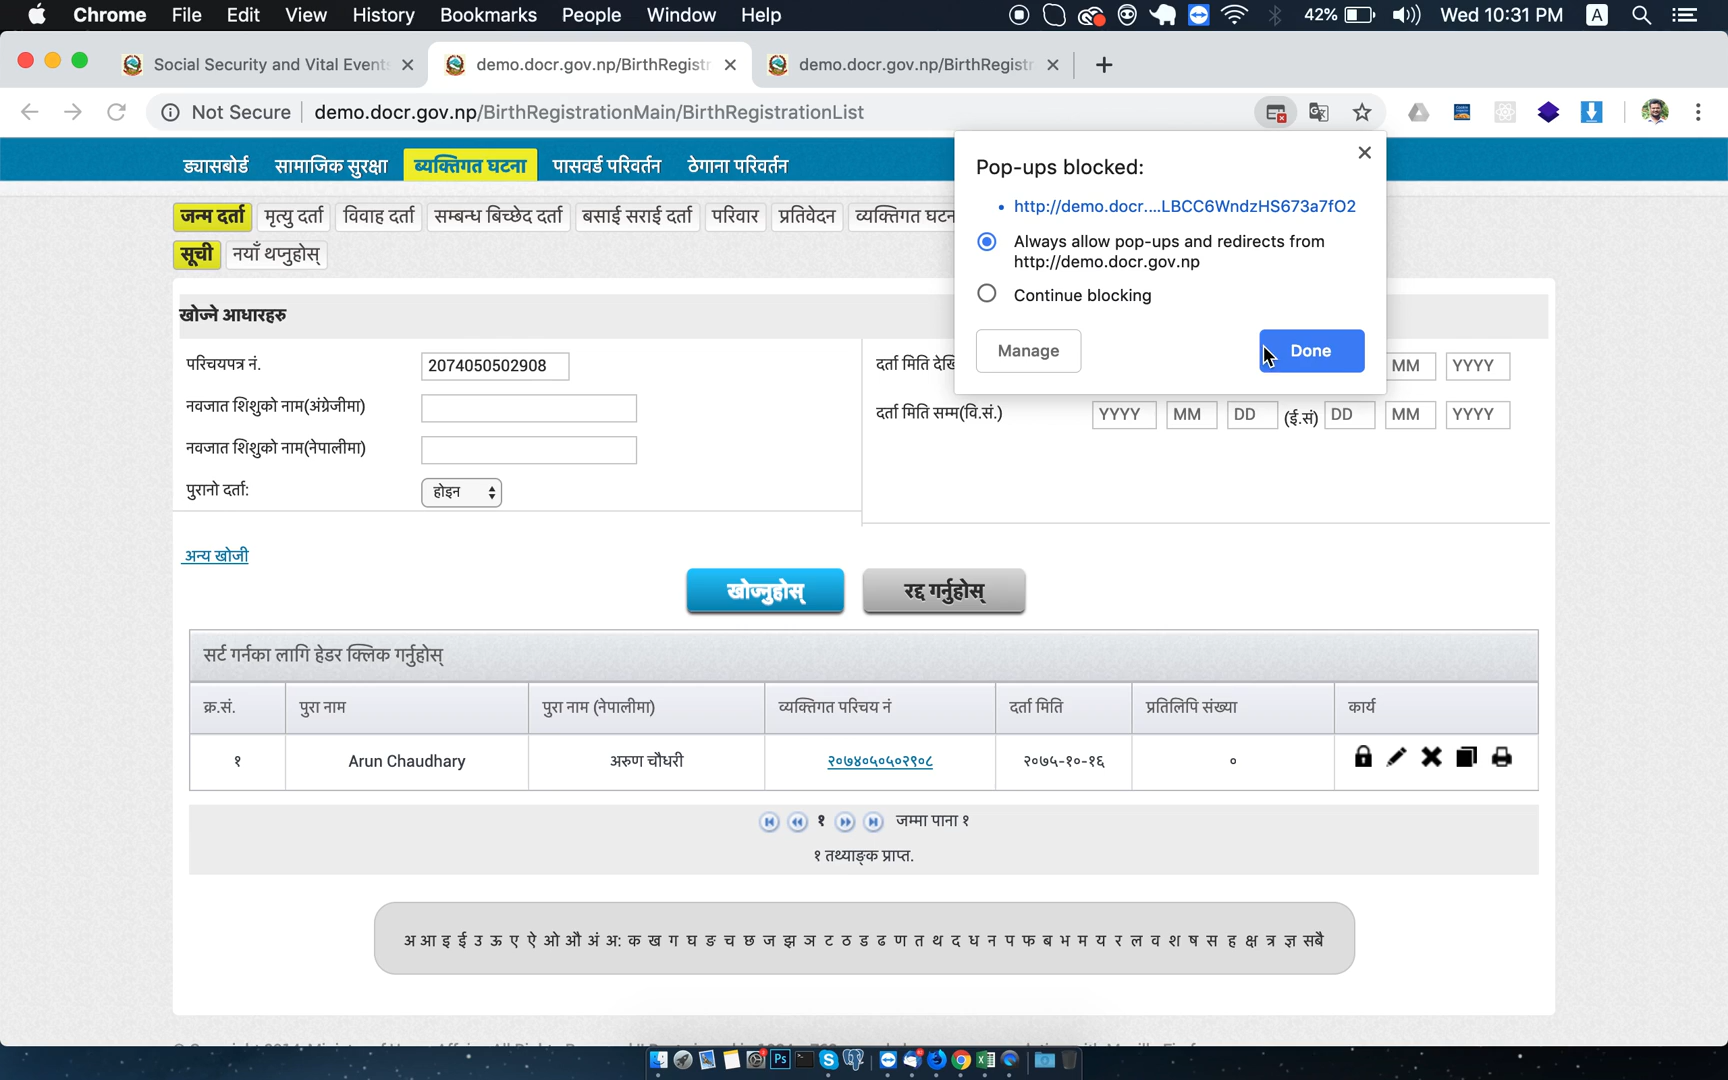 Chrome File Edit View History Bookmarks People Window Help 42% Wed 10:31 PM A
Social Security and Vital Event
demo.docr.gov.np/BirthRegistr
demo.docr.gov.np/BirthRegistr
Not Secure demo.docr.gov.np/BirthRegistrationMain/BirthRegistrationList
ड्यासबोर्ड सामाजिक सुरक्षा व्यक्तिगत घटना पासवर्ड परिवर्तन ठेगाना परिवर्तन
जन्म दर्ता मृत्यु दर्ता विवाह दर्ता सम्बन्ध बिच्छेद दर्ता बसाई सराई दर्ता परिवार प्रतिवेदन व्यक्तिगत घटन
सूची नयाँ थप्नुहोस्
Pop-ups blocked:
• http://demo.docr....LBCC6WndzHS673a7fO2
Always allow pop-ups and redirects from
http://demo.docr.gov.np
Continue blocking
Manage Done
खोज्ने आधारहरु
परिचयपत्र नं. 2074050502908
दर्ता मिति देखि MM YYYY
नवजात शिशुको नाम(अंग्रेजीमा)
दर्ता मिति सम्म(वि.सं.) YYYY MM DD (ई.सं) DD MM YYYY
नवजात शिशुको नाम(नेपालीमा)
पुरानो दर्ता: होइन
अन्य खोजी
खोज्नुहोस् रद्द गर्नुहोस्
सर्ट गर्नका लागि हेडर क्लिक गर्नुहोस्
क्र.सं. पुरा नाम पुरा नाम (नेपालीमा) व्यक्तिगत परिचय नं दर्ता मिति प्रतिलिपि संख्या कार्य
१ Arun Chaudhary अरुण चौधरी २०७४०५०५०२९०८ २०७५-१०-१६ ०
१ जम्मा पाना १
१ तथ्याङ्क प्राप्त.
अ आ इ ई उ ऊ ए ऐ ओ औ अं अ: क ख ग घ ङ च छ ज झ ञ ट ठ ड ढ ण त थ द ध न प फ ब भ म य र ल व श ष स ह क्ष त्र ज्ञ सबै
Ps